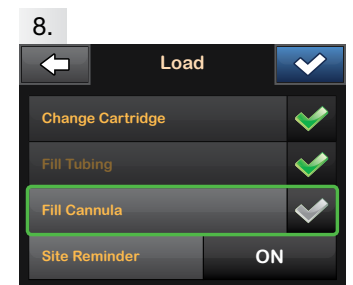 8.
Load
Change Cartridge
Fill Tubing
Fill Cannula
Site Reminder ON